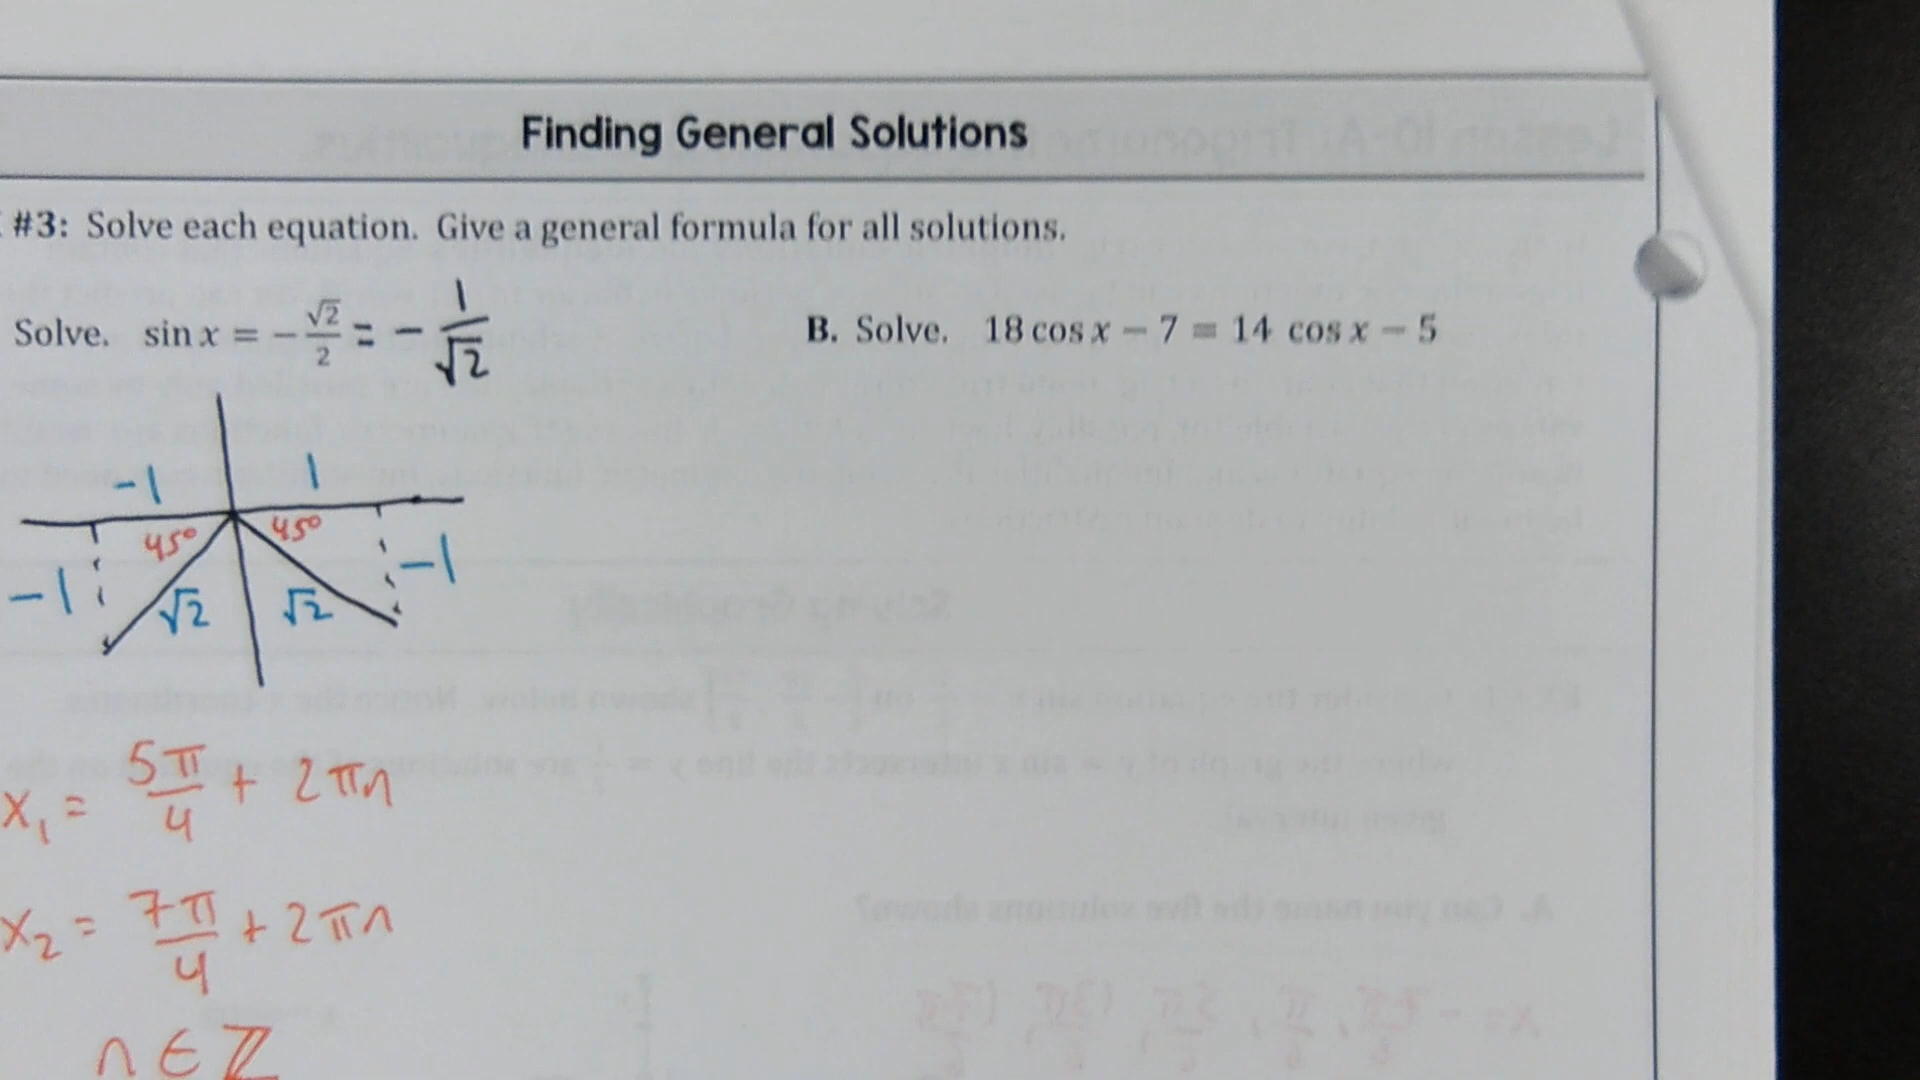 Finding General Solutions
#3: Solve each equation. Give a general formula for all solutions.
Solve. sin x = -√2/2 = -1/√2
B. Solve. 18 cos x - 7 = 14 cos x - 5
-1 1
45° 45°
-1 √2 √2 -1
x₁ = 5π/4 + 2πn
x₂ = 7π/4 + 2πn
n ∈ ℤ